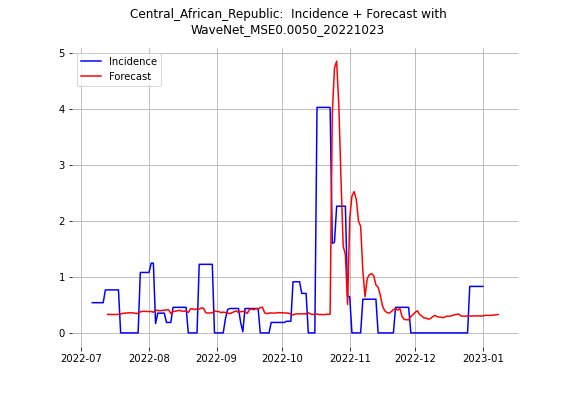 Central_African_Republic:  Incidence + Forecast with
WaveNet_MSE0.0050_20221023
Incidence
Forecast
5
4
3
2
1
0
2022-07 2022-08 2022-09 2022-10 2022-11 2022-12 2023-01